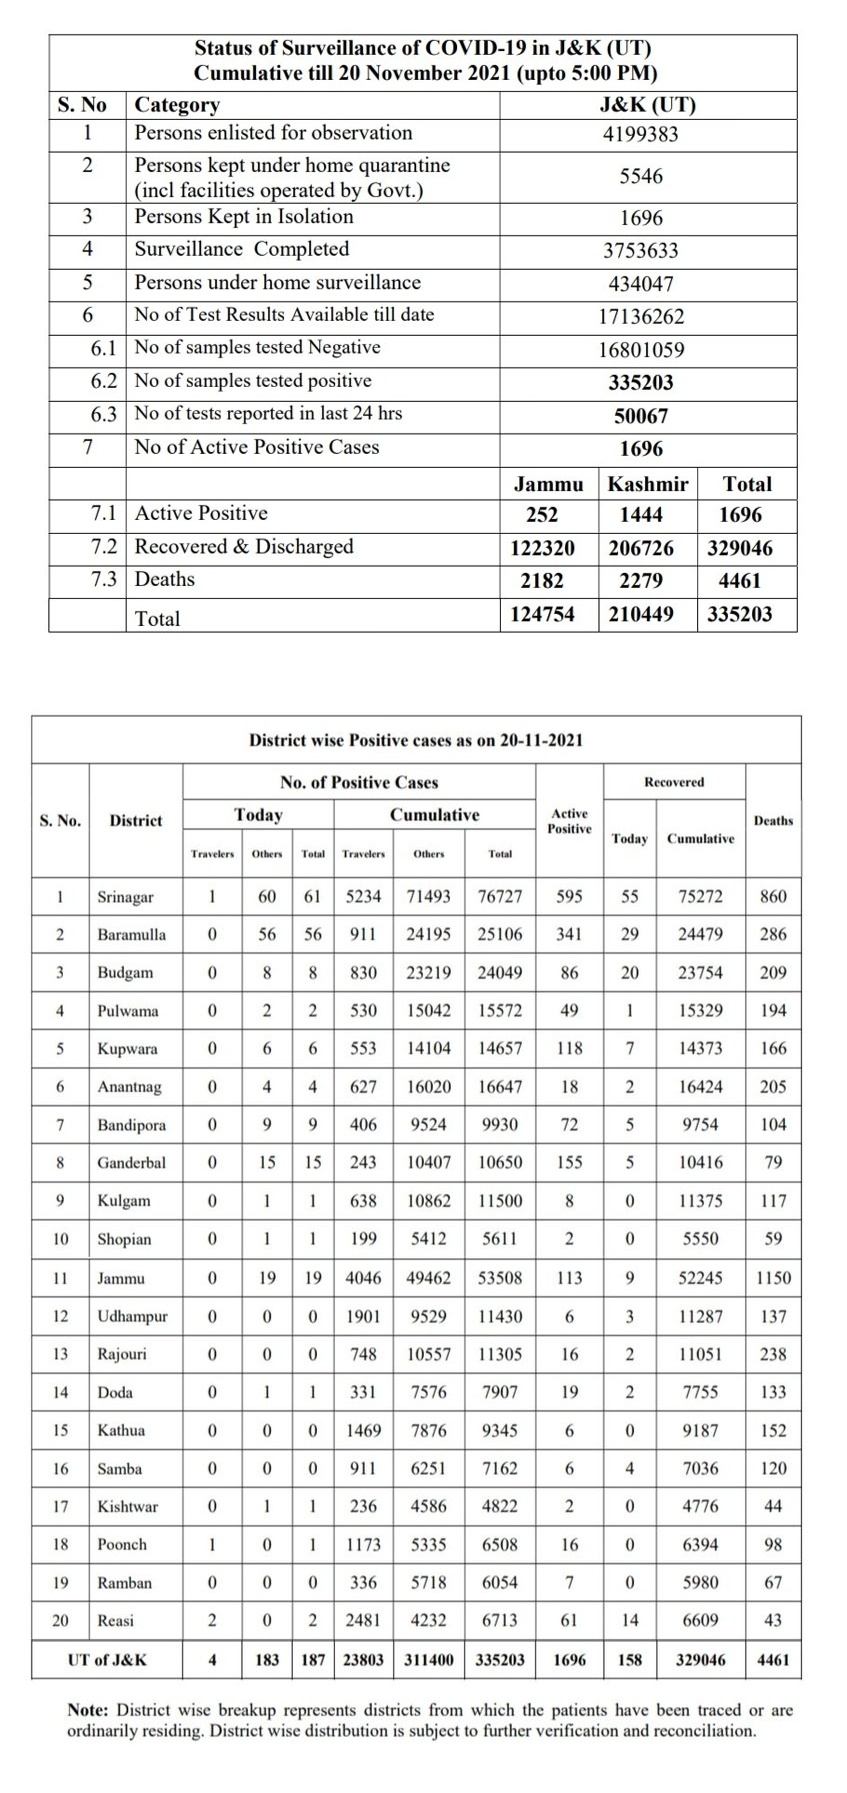 Status of Surveillance of COVID-19 in J&K (UT)
Cumulative till 20 November 2021 (upto 5:00 PM)
S. No Category J&K (UT)
1 Persons enlisted for observation 4199383
2 Persons kept under home quarantine
(incl facilities operated by Govt.) 5546
3 Persons Kept in Isolation 1696
4 Surveillance Completed 3753633
5 Persons under home surveillance 434047
6 No of Test Results Available till date 17136262
6.1 No of samples tested Negative 16801059
6.2 No of samples tested positive 335203
6.3 No of tests reported in last 24 hrs 50067
7 No of Active Positive Cases 1696
Jammu Kashmir Total
7.1 Active Positive 252 1444 1696
7.2 Recovered & Discharged 122320 206726 329046
7.3 Deaths 2182 2279 4461
Total 124754 210449 335203
District wise Positive cases as on 20-11-2021
No. of Positive Cases Recovered
S. No. District Today Cumulative Active
Positive Today Cumulative Deaths
Travelers Others Total Travelers Others Total
1 Srinagar 1 60 61 5234 71493 76727 595 55 75272 860
2 Baramulla 0 56 56 911 24195 25106 341 29 24479 286
3 Budgam 0 8 8 830 23219 24049 86 20 23754 209
4 Pulwama 0 2 2 530 15042 15572 49 1 15329 194
5 Kupwara 0 6 6 553 14104 14657 118 7 14373 166
6 Anantnag 0 4 4 627 16020 16647 18 2 16424 205
7 Bandipora 0 9 9 406 9524 9930 72 5 9754 104
8 Ganderbal 0 15 15 243 10407 10650 155 5 10416 79
9 Kulgam 0 1 1 638 10862 11500 8 0 11375 117
10 Shopian 0 1 1 199 5412 5611 2 0 5550 59
11 Jammu 0 19 19 4046 49462 53508 113 9 52245 1150
12 Udhampur 0 0 0 1901 9529 11430 6 3 11287 137
13 Rajouri 0 0 0 748 10557 11305 16 2 11051 238
14 Doda 0 1 1 331 7576 7907 19 2 7755 133
15 Kathua 0 0 0 1469 7876 9345 6 0 9187 152
16 Samba 0 0 0 911 6251 7162 6 4 7036 120
17 Kishtwar 0 1 1 236 4586 4822 2 0 4776 44
18 Poonch 1 0 1 1173 5335 6508 16 0 6394 98
19 Ramban 0 0 0 336 5718 6054 7 0 5980 67
20 Reasi 2 0 2 2481 4232 6713 61 14 6609 43
UT of J&K 4 183 187 23803 311400 335203 1696 158 329046 4461
Note: District wise breakup represents districts from which the patients have been traced or are
ordinarily residing. District wise distribution is subject to further verification and reconciliation.